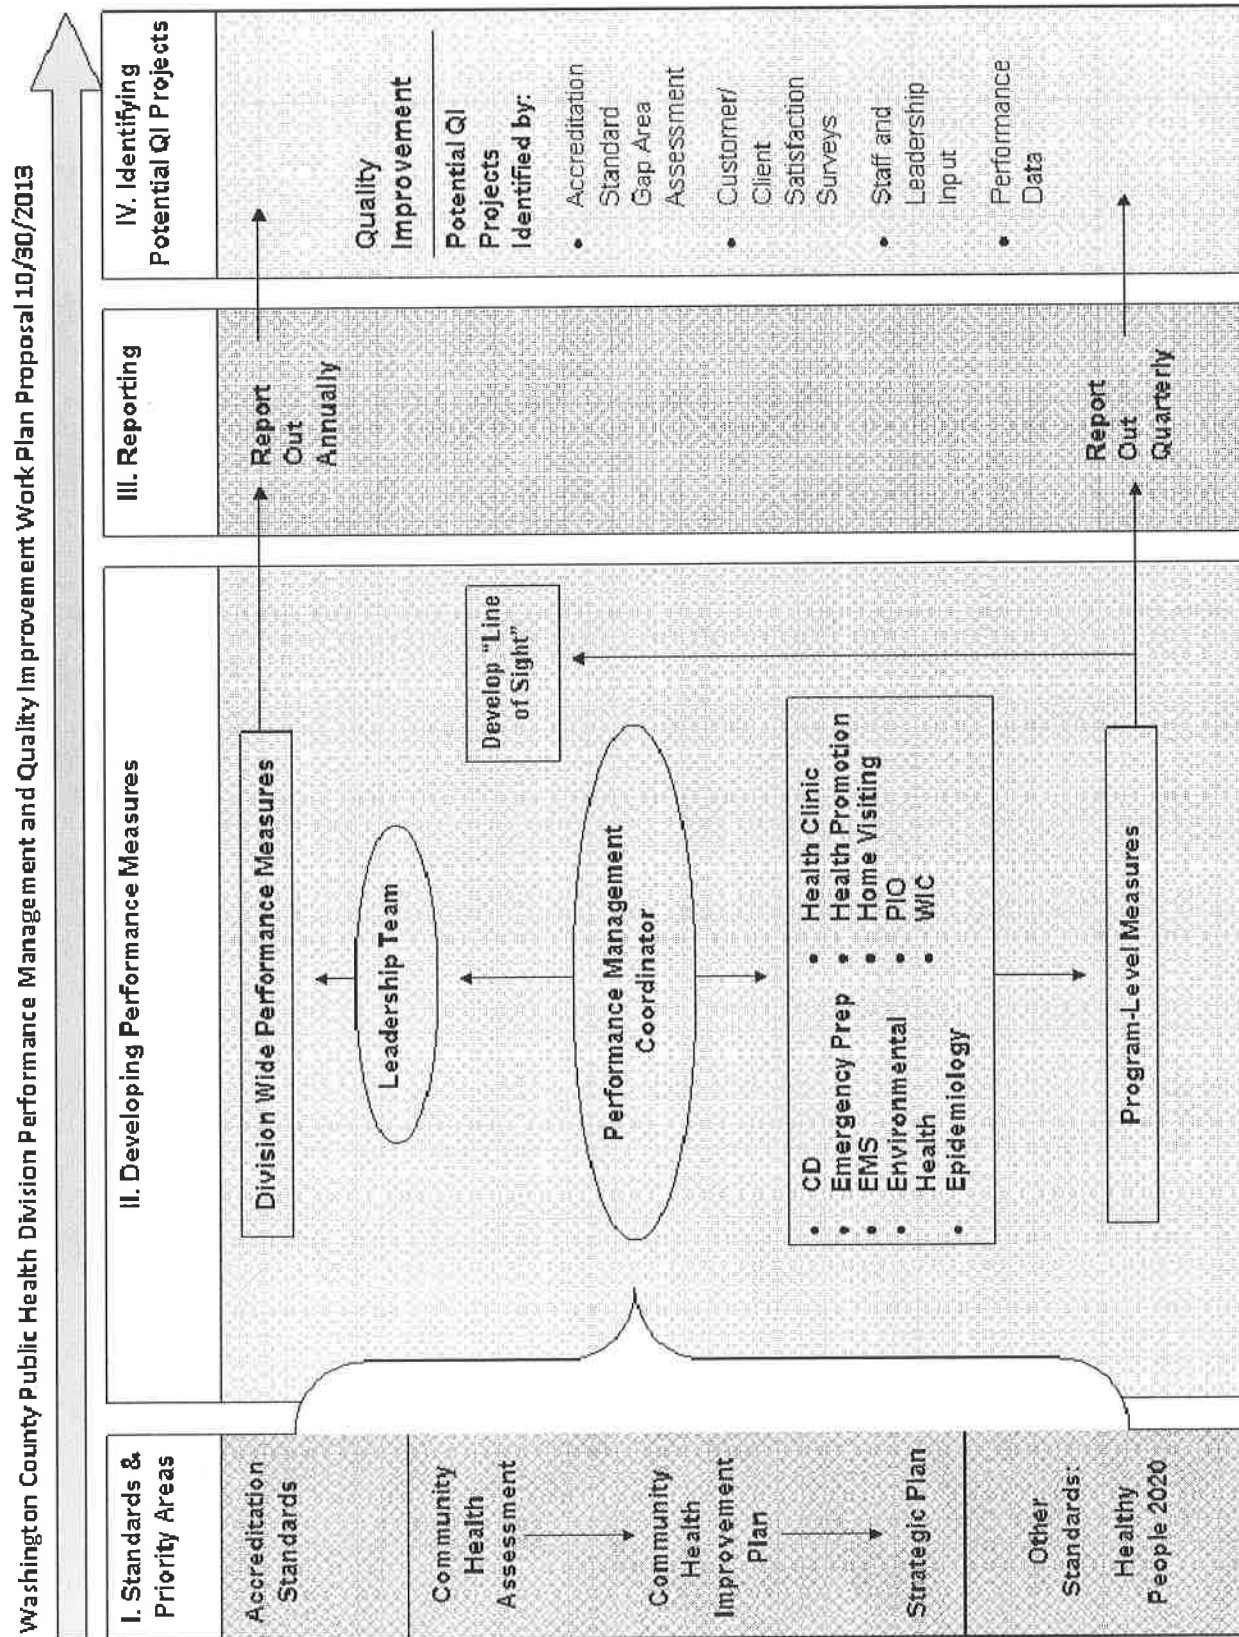 Washington County Public Health Division Performance Management and Quality Improvement Work Plan Proposal 10/30/2013
I. Standards &
Priority Areas
Accreditation
Standards
Community
Health
Assessment
Community
Health
Improvement
Plan
Strategic Plan
Other
Standards:
Healthy
People 2020
II. Developing Performance Measures
Division Wide Performance Measures
Leadership Team
Develop "Line
of Sight"
Performance Management
Coordinator
• CD
• Emergency Prep
• EMS
• Environmental
Health
• Epidemiology
• Health Clinic
• Health Promotion
• Home Visiting
• PIO
• WIC
Program-Level Measures
III. Reporting
Report
Out
Annually
Report
Out
Quarterly
IV. Identifying
Potential QI Projects
Quality
Improvement
Potential QI
Projects
Identified by:
• Accreditation
Standard
Gap Area
Assessment
• Customer/
Client
Satisfaction
Surveys
• Staff and
Leadership
Input
• Performance
Data